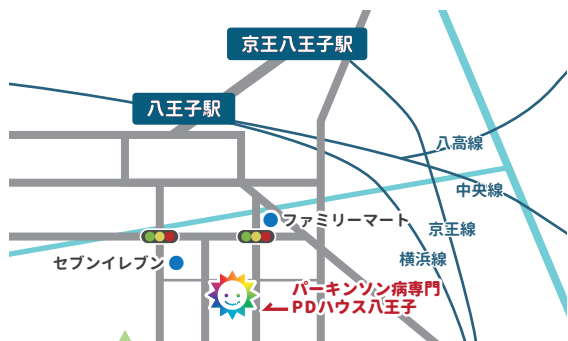 京王八王子駅
八王子駅
八高線
中央線
ファミリーマート
京王線
セブンイレブン
横浜線
パーキンソン病専門
PDハウス八王子